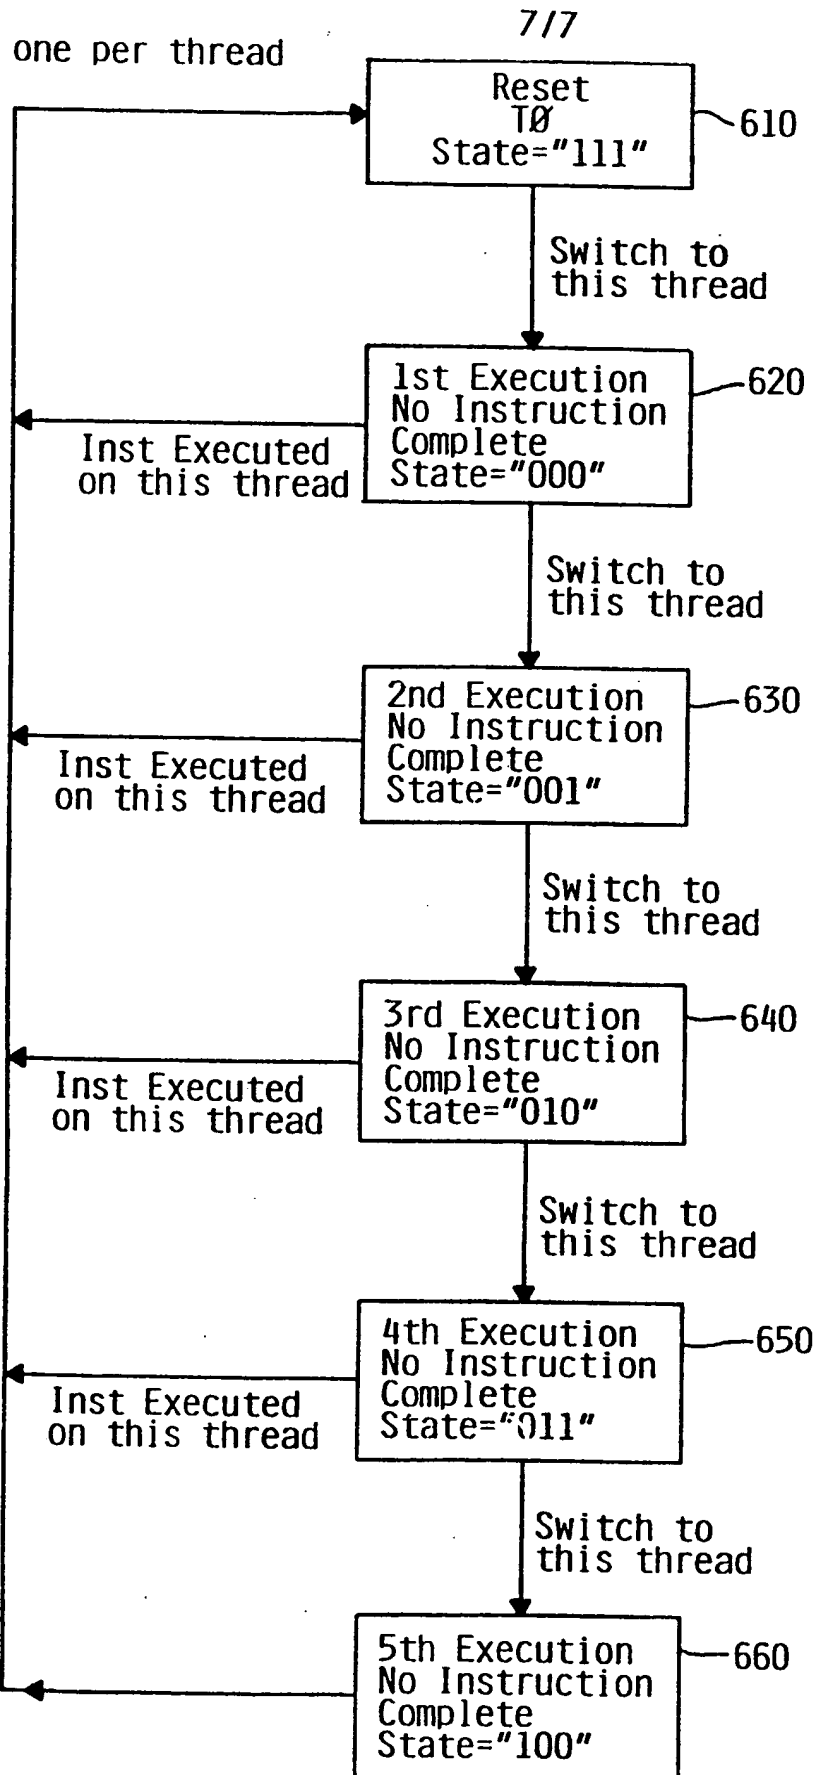 7/7
one per thread
Reset
TØ
State="111"
610
Switch to
this thread
1st Execution
No Instruction
Complete
State="000"
620
Inst Executed
on this thread
Switch to
this thread
2nd Execution
No Instruction
Complete
State="001"
630
Inst Executed
on this thread
Switch to
this thread
3rd Execution
No Instruction
Complete
State="010"
640
Inst Executed
on this thread
Switch to
this thread
4th Execution
No Instruction
Complete
State="011"
650
Inst Executed
on this thread
Switch to
this thread
5th Execution
No Instruction
Complete
State="100"
660